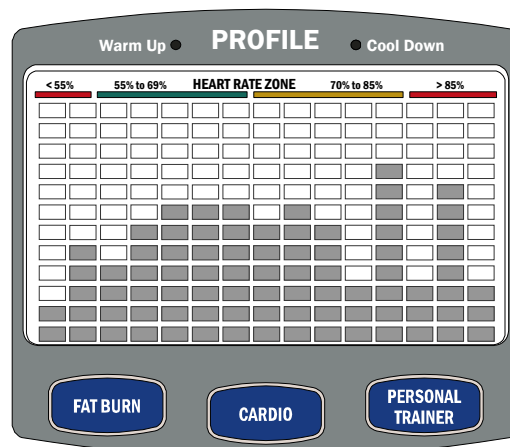 Warm Up PROFILE Cool Down
< 55% 55% to 69% HEART RATE ZONE 70% to 85% > 85%
FAT BURN CARDIO PERSONAL
TRAINER